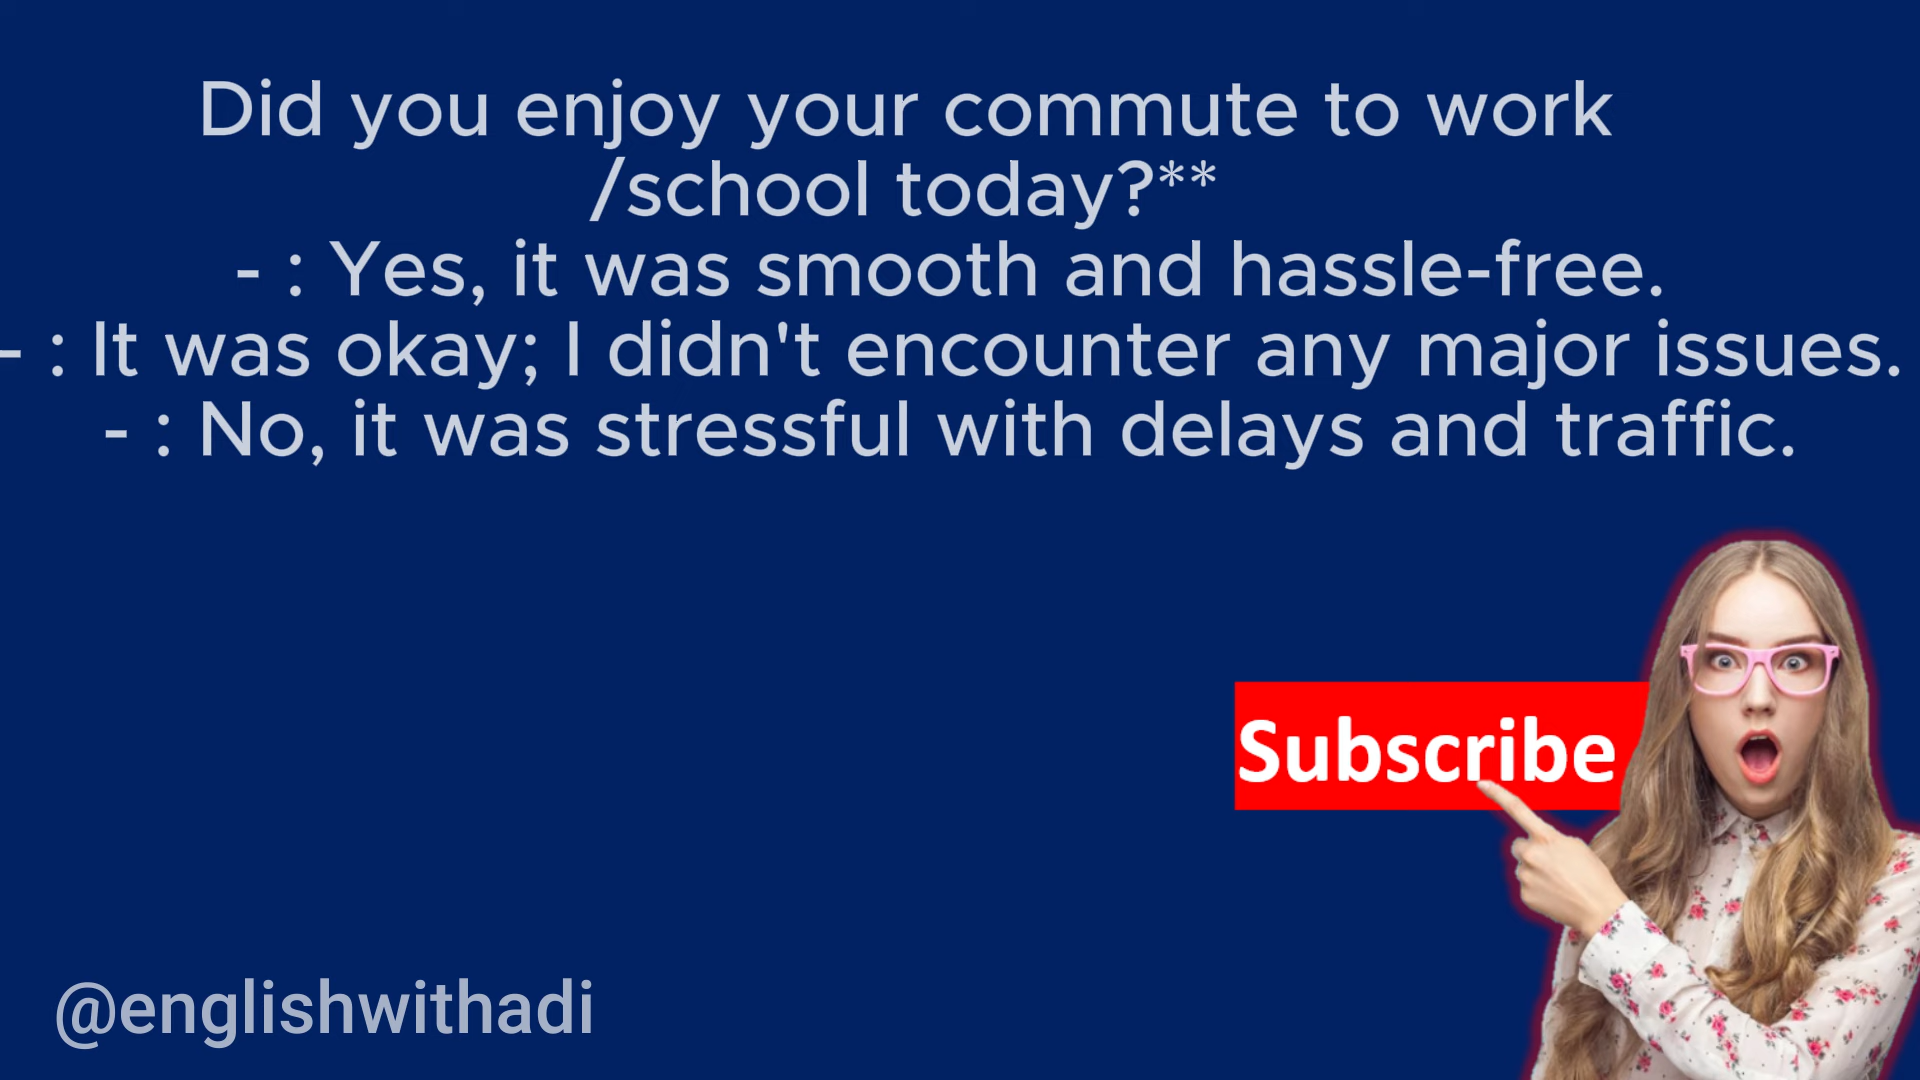 Did you enjoy your commute to work
/school today?**
- : Yes, it was smooth and hassle-free.
- : It was okay; I didn't encounter any major issues.
- : No, it was stressful with delays and traffic.
Subscribe
@englishwithadi